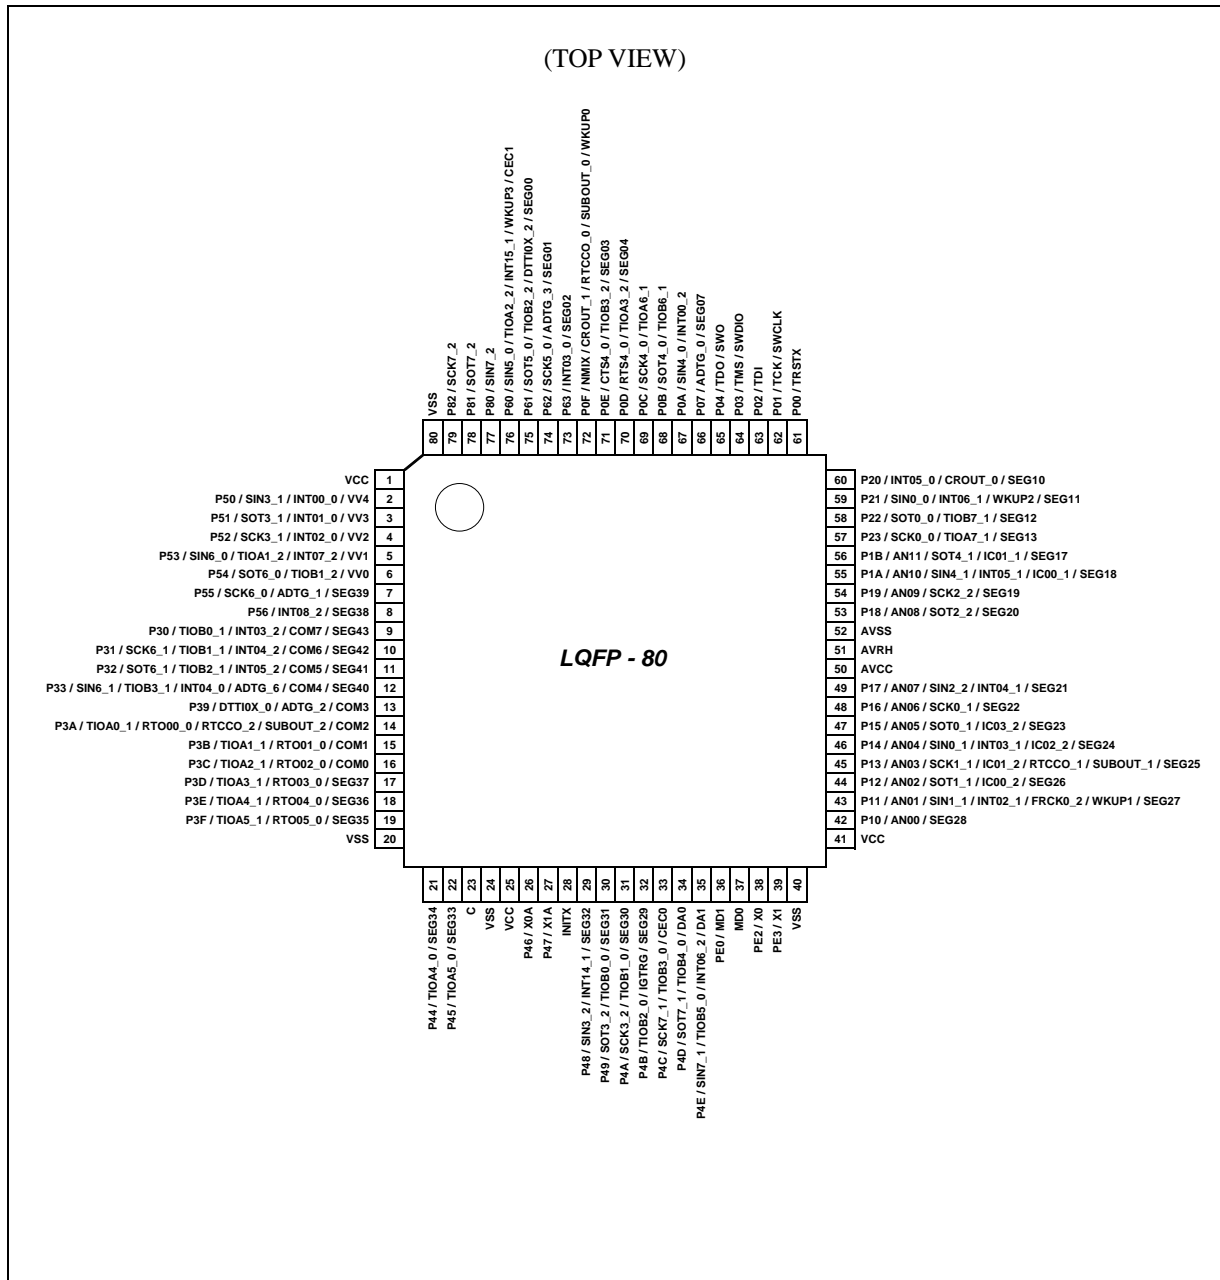 (TOP VIEW)
VSS
P82 / SCK7_2
P81 / SOT7_2
P80 / SIN7_2
P60 / SIN5_0 / TIOA2_2 / INT15_1 / WKUP3 / CEC1
P61 / SOT5_0 / TIOB2_2 / DTTI0X_2 / SEG00
P62 / SCK5_0 / ADTG_3 / SEG01
P63 / INT03_0 / SEG02
P0F / NMIX / CROUT_1 / RTCCO_0 / SUBOUT_0 / WKUP0
P0E / CTS4_0 / TIOB3_2 / SEG03
P0D / RTS4_0 / TIOA3_2 / SEG04
P0C / SCK4_0 / TIOA6_1
P0B / SOT4_0 / TIOB6_1
P0A / SIN4_0 / INT00_2
P07 / ADTG_0 / SEG07
P04 / TDO / SWO
P03 / TMS / SWDIO
P02 / TDI
P01 / TCK / SWCLK
P00 / TRSTX
80 79 78 77 76 75 74 73 72 71 70 69 68 67 66 65 64 63 62 61
VCC 1
P50 / SIN3_1 / INT00_0 / VV4 2
P51 / SOT3_1 / INT01_0 / VV3 3
P52 / SCK3_1 / INT02_0 / VV2 4
P53 / SIN6_0 / TIOA1_2 / INT07_2 / VV1 5
P54 / SOT6_0 / TIOB1_2 / VV0 6
P55 / SCK6_0 / ADTG_1 / SEG39 7
P56 / INT08_2 / SEG38 8
P30 / TIOB0_1 / INT03_2 / COM7 / SEG43 9
P31 / SCK6_1 / TIOB1_1 / INT04_2 / COM6 / SEG42 10
P32 / SOT6_1 / TIOB2_1 / INT05_2 / COM5 / SEG41 11
P33 / SIN6_1 / TIOB3_1 / INT04_0 / ADTG_6 / COM4 / SEG40 12
P39 / DTTI0X_0 / ADTG_2 / COM3 13
P3A / TIOA0_1 / RTO00_0 / RTCCO_2 / SUBOUT_2 / COM2 14
P3B / TIOA1_1 / RTO01_0 / COM1 15
P3C / TIOA2_1 / RTO02_0 / COM0 16
P3D / TIOA3_1 / RTO03_0 / SEG37 17
P3E / TIOA4_1 / RTO04_0 / SEG36 18
P3F / TIOA5_1 / RTO05_0 / SEG35 19
VSS 20
LQFP - 80
60 P20 / INT05_0 / CROUT_0 / SEG10
59 P21 / SIN0_0 / INT06_1 / WKUP2 / SEG11
58 P22 / SOT0_0 / TIOB7_1 / SEG12
57 P23 / SCK0_0 / TIOA7_1 / SEG13
56 P1B / AN11 / SOT4_1 / IC01_1 / SEG17
55 P1A / AN10 / SIN4_1 / INT05_1 / IC00_1 / SEG18
54 P19 / AN09 / SCK2_2 / SEG19
53 P18 / AN08 / SOT2_2 / SEG20
52 AVSS
51 AVRH
50 AVCC
49 P17 / AN07 / SIN2_2 / INT04_1 / SEG21
48 P16 / AN06 / SCK0_1 / SEG22
47 P15 / AN05 / SOT0_1 / IC03_2 / SEG23
46 P14 / AN04 / SIN0_1 / INT03_1 / IC02_2 / SEG24
45 P13 / AN03 / SCK1_1 / IC01_2 / RTCCO_1 / SUBOUT_1 / SEG25
44 P12 / AN02 / SOT1_1 / IC00_2 / SEG26
43 P11 / AN01 / SIN1_1 / INT02_1 / FRCK0_2 / WKUP1 / SEG27
42 P10 / AN00 / SEG28
41 VCC
21 22 23 24 25 26 27 28 29 30 31 32 33 34 35 36 37 38 39 40
P44 / TIOA4_0 / SEG34
P45 / TIOA5_0 / SEG33
C
VSS
VCC
P46 / X0A
P47 / X1A
INITX
P48 / SIN3_2 / INT14_1 / SEG32
P49 / SOT3_2 / TIOB0_0 / SEG31
P4A / SCK3_2 / TIOB1_0 / SEG30
P4B / TIOB2_0 / IGTRG / SEG29
P4C / SCK7_1 / TIOB3_0 / CEC0
P4D / SOT7_1 / TIOB4_0 / DA0
P4E / SIN7_1 / TIOB5_0 / INT06_2 / DA1
PE0 / MD1
MD0
PE2 / X0
PE3 / X1
VSS